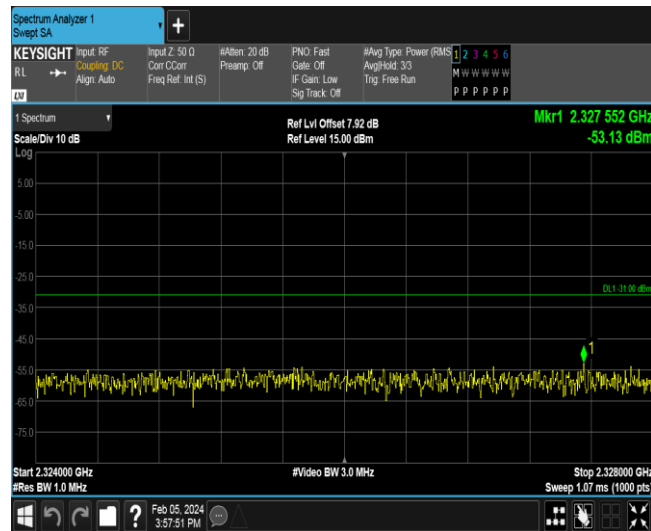 Spectrum Analyzer 1
Swept SA
+
KEYSIGHT
RL
LXI
Input: RF
Coupling: DC
Align: Auto
Input Z: 50 Ω
Corr CCorr
Freq Ref: Int (S)
#Atten: 20 dB
Preamp: Off
PNO: Fast
Gate: Off
IF Gain: Low
Sig Track: Off
#Avg Type: Power (RMS
Avg|Hold: 3/3
Trig: Free Run
1 2 3 4 5 6
M W W W W W
P P P P P P
1 Spectrum
Scale/Div 10 dB
Log
Ref Lvl Offset 7.92 dB
Ref Level 15.00 dBm
Mkr1 2.327 552 GHz
-53.13 dBm
5.00
-5.00
-15.0
-25.0
DL1 -31.00 dBm
-35.0
-45.0
1
-55.0
-65.0
-75.0
Start 2.324000 GHz
#Res BW 1.0 MHz
#Video BW 3.0 MHz
Stop 2.328000 GHz
Sweep 1.07 ms (1000 pts)
?
Feb 05, 2024
3:57:51 PM